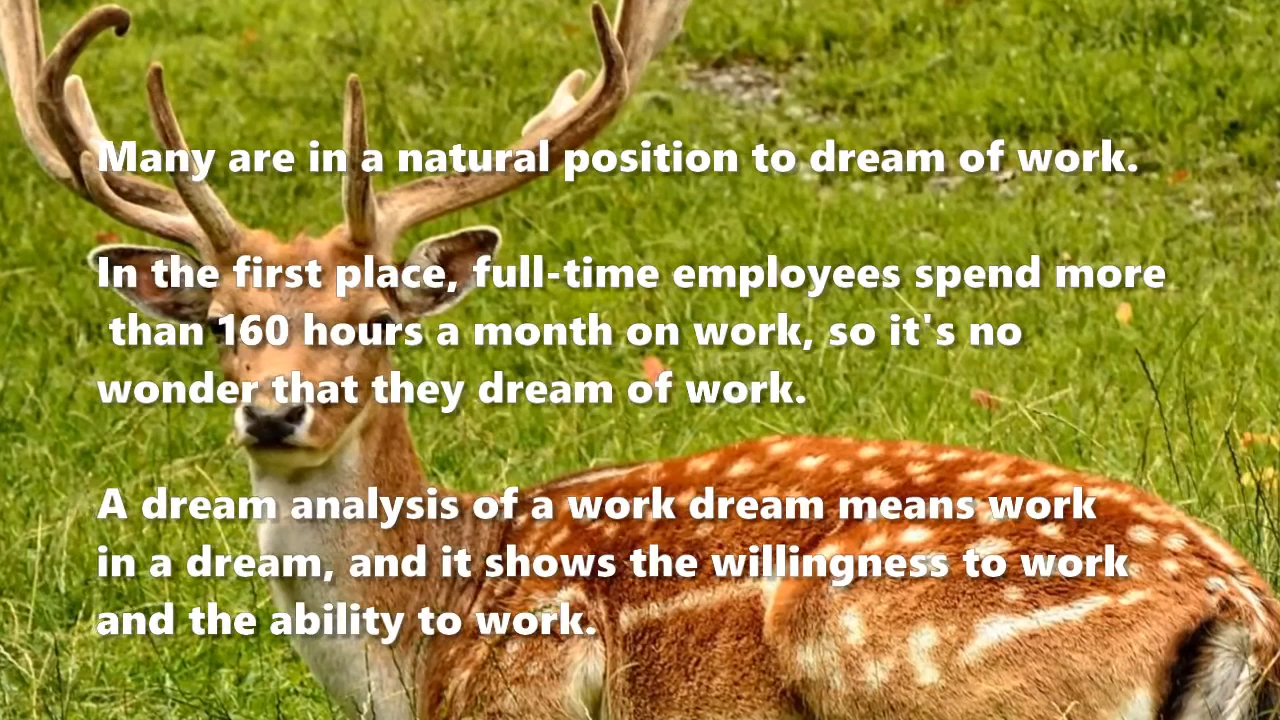 Many are in a natural position to dream of work.
In the first place, full-time employees spend more
than 160 hours a month on work, so it's no
wonder that they dream of work.
A dream analysis of a work dream means work
in a dream, and it shows the willingness to work
and the ability to work.